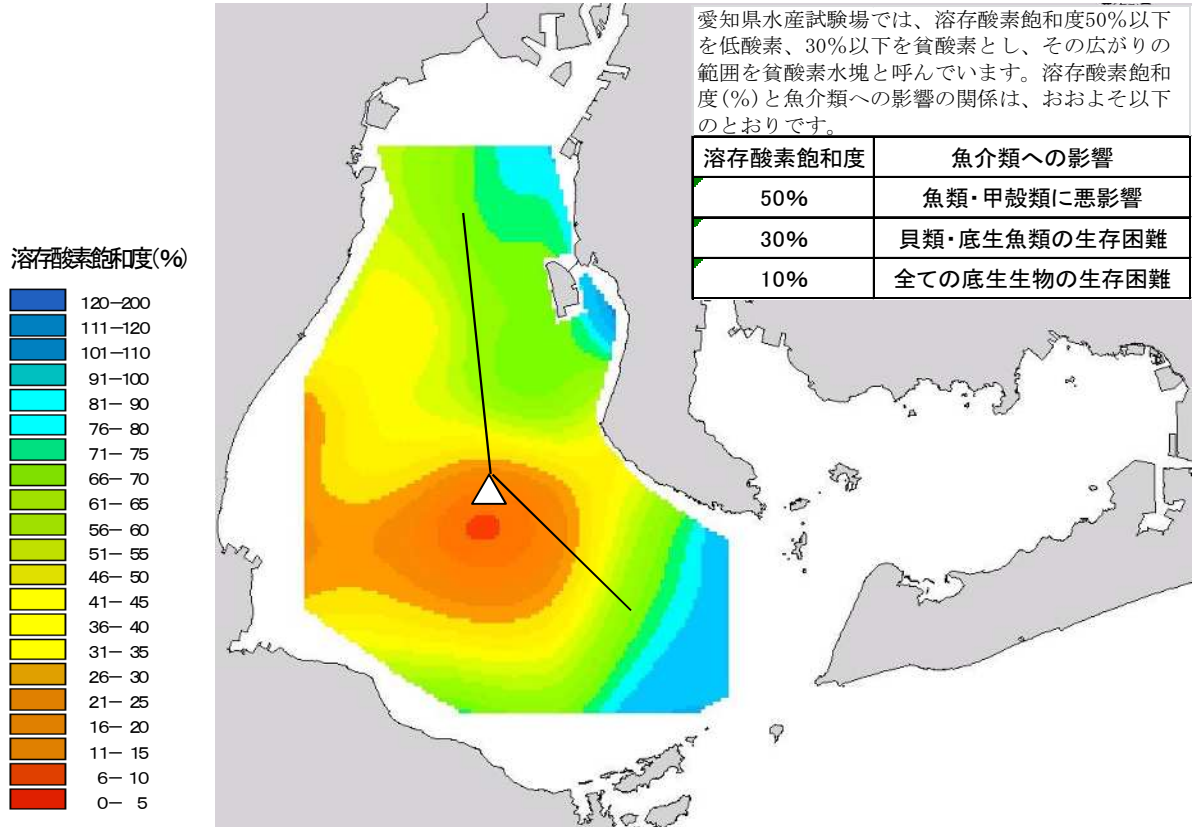 愛知県水産試験場では、溶存酸素飽和度50%以下
を低酸素、30%以下を貧酸素とし、その広がりの
範囲を貧酸素水塊と呼んでいます。溶存酸素飽和
度(%)と魚介類への影響の関係は、おおよそ以下
のとおりです。
溶存酸素飽和度 魚介類への影響
50% 魚類・甲殻類に悪影響
30% 貝類・底生魚類の生存困難
10% 全ての底生生物の生存困難
溶存酸素飽和度(%)
120-200
111-120
101-110
91-100
81- 90
76- 80
71- 75
66- 70
61- 65
56- 60
51- 55
46- 50
41- 45
36- 40
31- 35
26- 30
21- 25
16- 20
11- 15
6- 10
0- 5